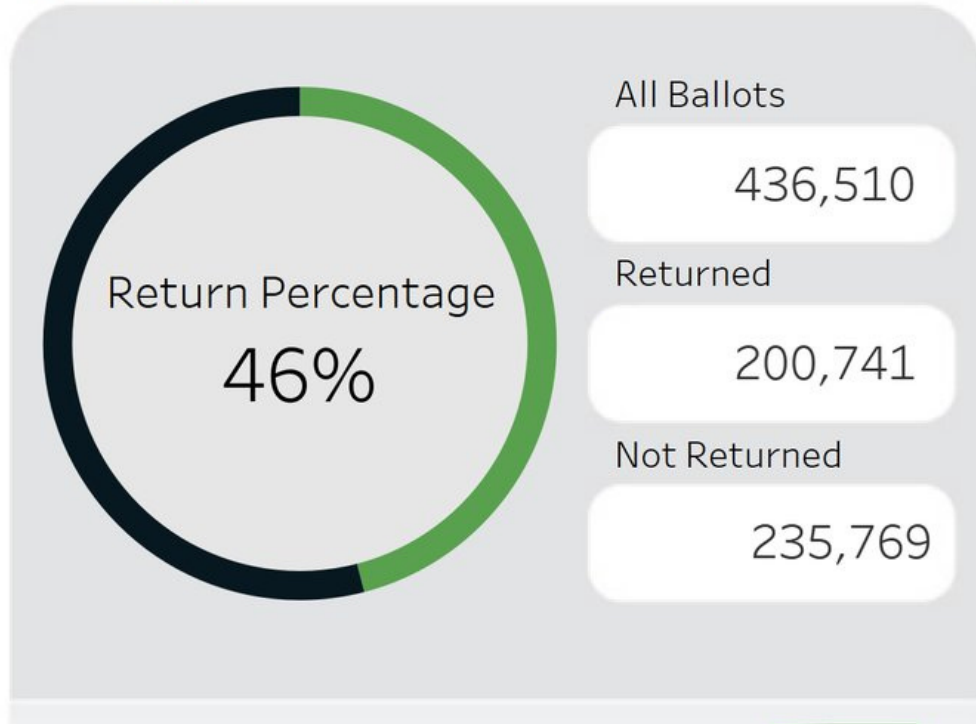 Return Percentage
46%
All Ballots
436,510
Returned
200,741
Not Returned
235,769